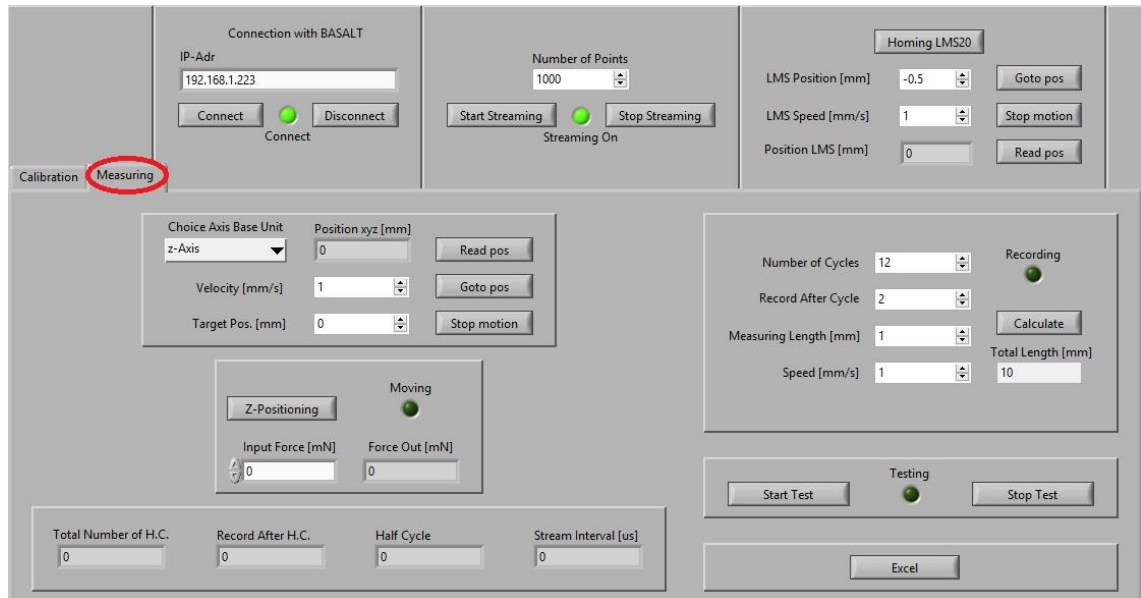 Connection with BASALT
IP-Adr
192.168.1.223
Connect
Disconnect
Connect
Number of Points
1000
Start Streaming
Stop Streaming
Streaming On
Homing LMS20
LMS Position [mm]
-0.5
Goto pos
LMS Speed [mm/s]
1
Stop motion
Position LMS [mm]
0
Read pos
Calibration
Measuring
Choice Axis Base Unit
Position xyz [mm]
z-Axis
0
Read pos
Velocity [mm/s]
1
Goto pos
Target Pos. [mm]
0
Stop motion
Z-Positioning
Moving
Input Force [mN]
Force Out [mN]
0
0
Total Number of H.C.
Record After H.C.
Half Cycle
Stream Interval [us]
0
0
0
0
Number of Cycles
12
Recording
Record After Cycle
2
Measuring Length [mm]
1
Calculate
Total Length [mm]
Speed [mm/s]
1
10
Start Test
Testing
Stop Test
Excel